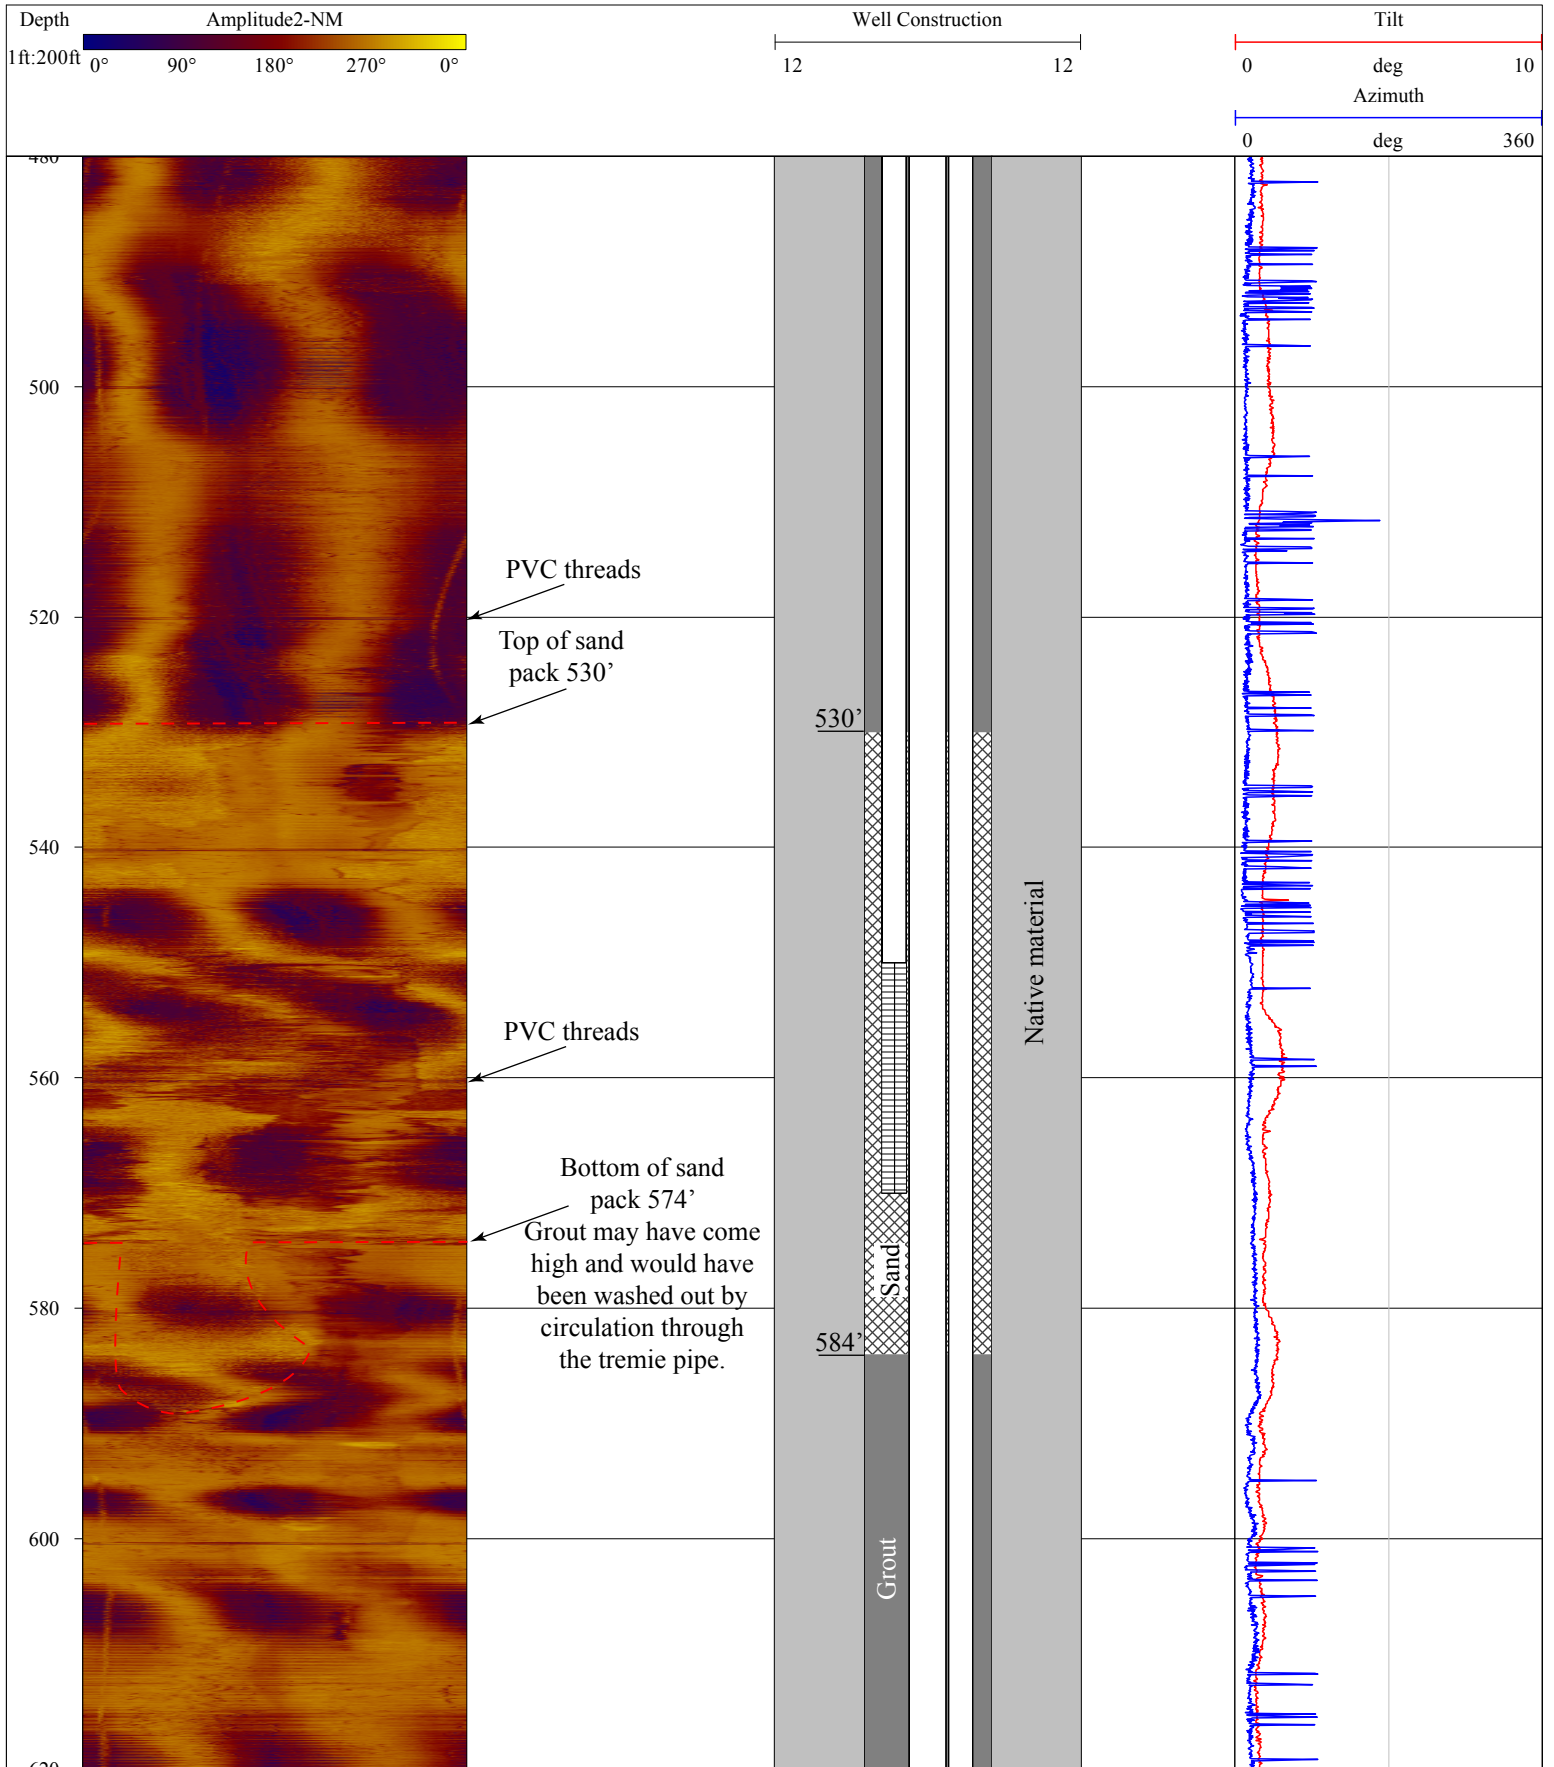 Depth
Amplitude2-NM
Well Construction
Tilt
1ft:200ft
0° 90° 180° 270° 0°
12 12
0 deg 10
Azimuth
0 deg 360
480
500
PVC threads
520
Top of sand
pack 530’
530’
540
Native material
PVC threads
560
Bottom of sand
pack 574’
Grout may have come
high and would have
been washed out by
circulation through
the tremie pipe.
Sand
580
584’
600
Grout
620